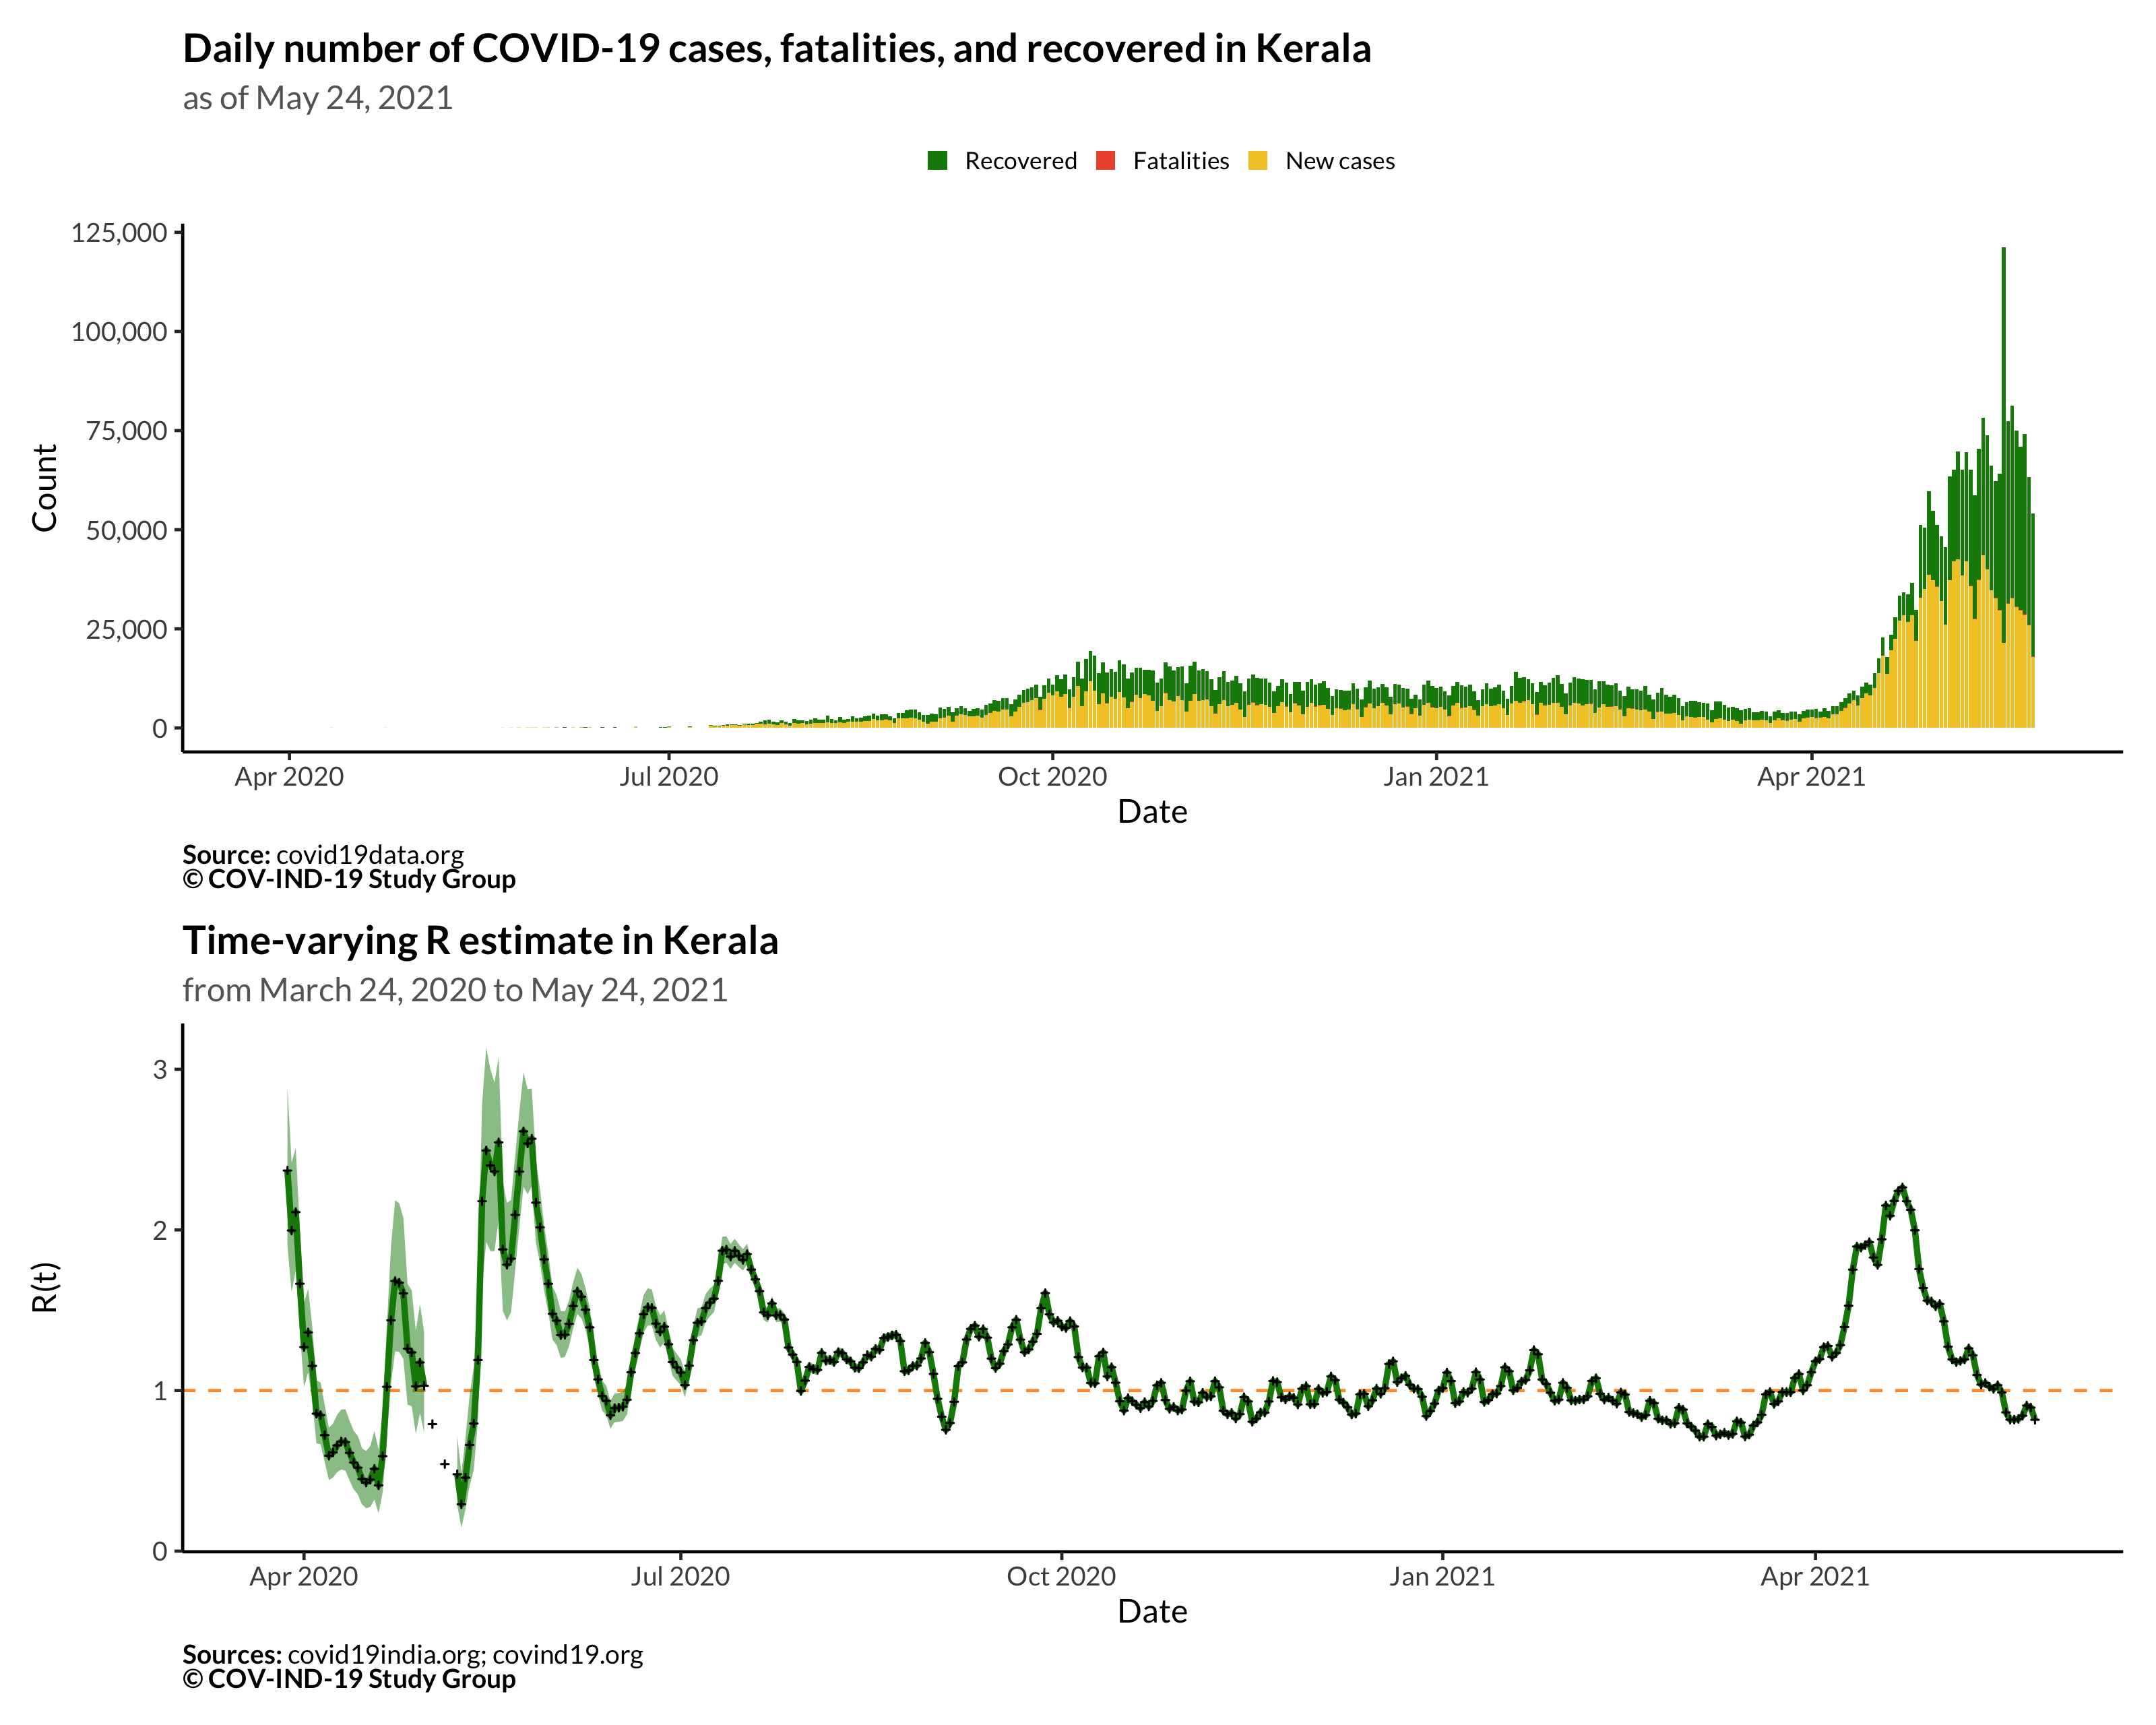 Daily number of COVID-19 cases, fatalities, and recovered in Kerala
as of May 24, 2021
Recovered Fatalities New cases
125,000
100,000
75,000
50,000
25,000
0
Count
Apr 2020 Jul 2020 Oct 2020 Jan 2021 Apr 2021
Date
Source: covid19data.org
© COV-IND-19 Study Group
Time-varying R estimate in Kerala
from March 24, 2020 to May 24, 2021
3
2
1
0
R(t)
Apr 2020 Jul 2020 Oct 2020 Jan 2021 Apr 2021
Date
Sources: covid19india.org; covind19.org
© COV-IND-19 Study Group